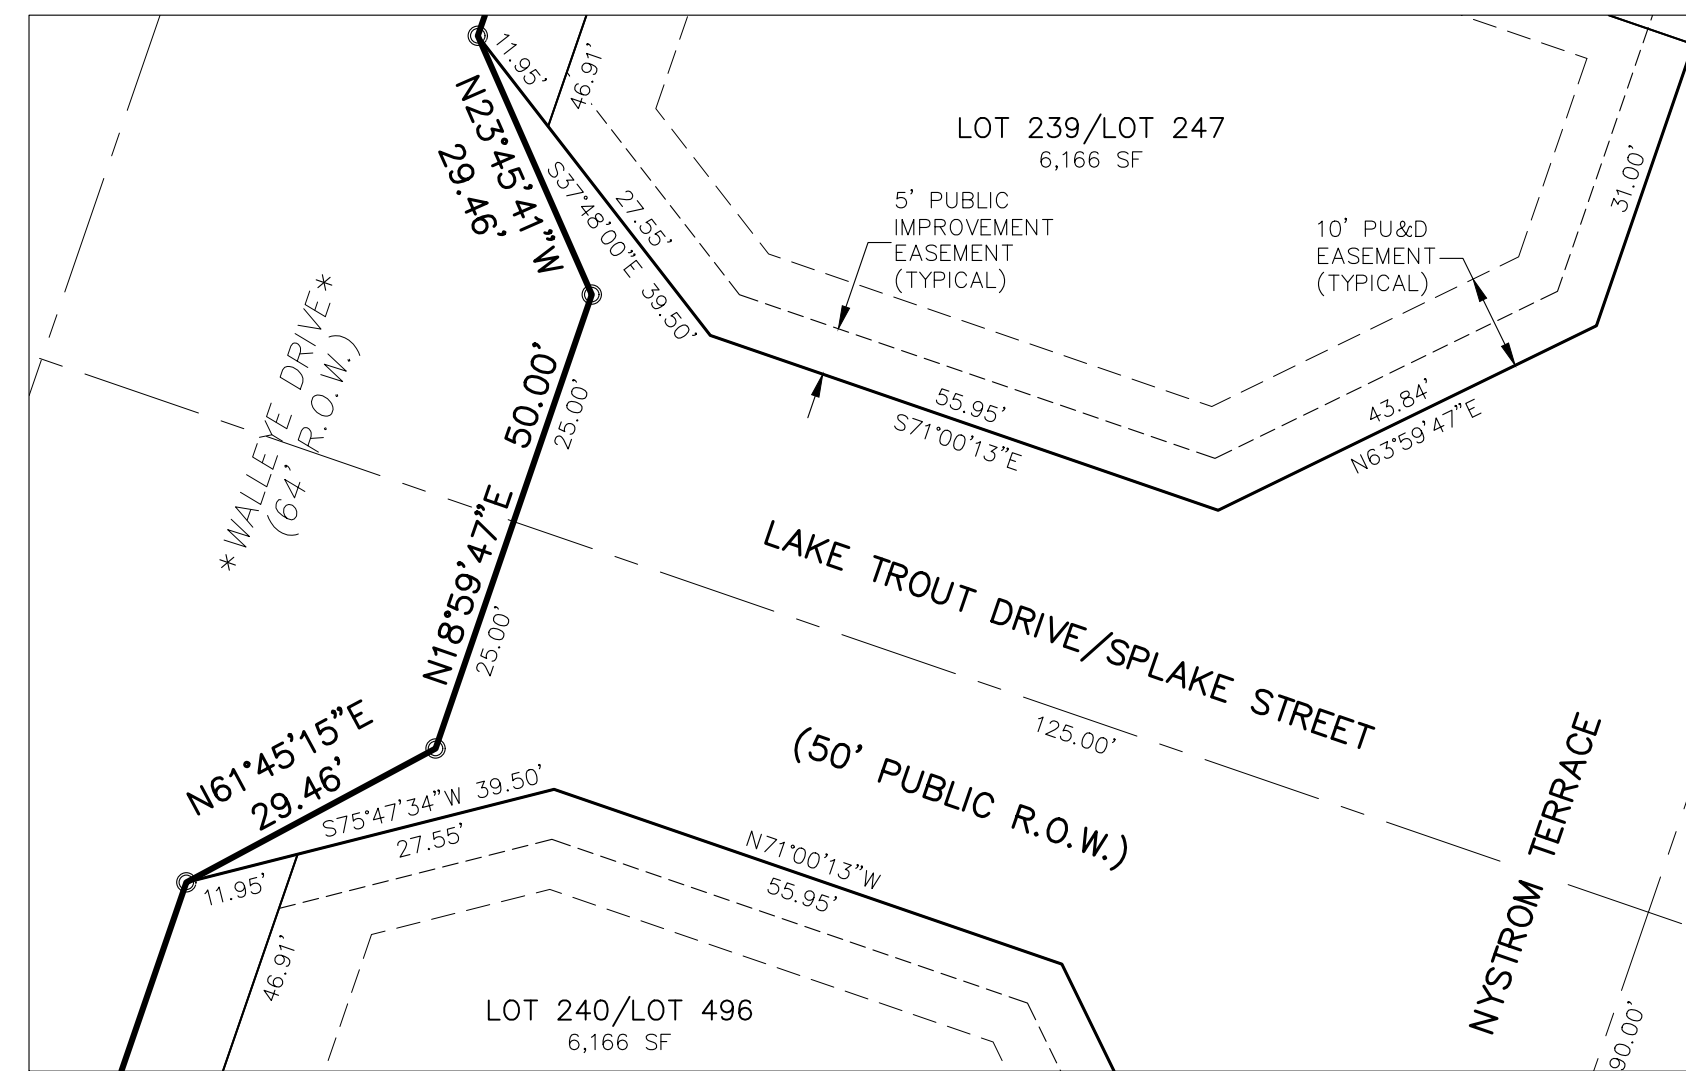 11.95'
46.91'
N23°45'41"W
29.46'
S37°48'00"E 39.50'
27.55'
LOT 239/LOT 247
6,166 SF
5' PUBLIC
IMPROVEMENT
EASEMENT
(TYPICAL)
10' PU&D
EASEMENT
(TYPICAL)
31.00'
*WALLEYE DRIVE*
(64' R.O.W.)
50.00'
25.00'
55.95'
S71°00'13"E
43.84'
N63°59'47"E
N18°59'47"E
25.00'
LAKE TROUT DRIVE/SPLAKE STREET
125.00'
(50' PUBLIC R.O.W.)
N61°45'15"E
29.46'
S75°47'34"W 39.50'
27.55'
11.95'
46.91'
N71°00'13"W
55.95'
NYSTROM TERRACE
90.00'
LOT 240/LOT 496
6,166 SF